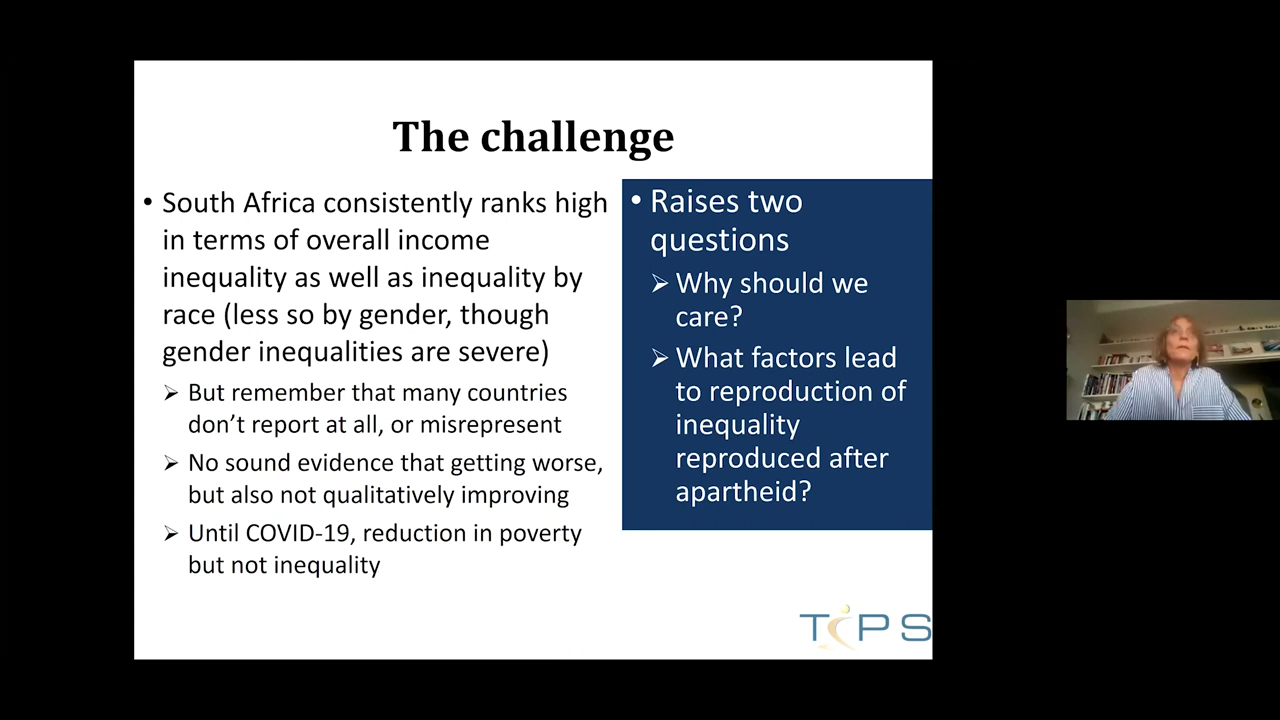 The challenge
• South Africa consistently ranks high
in terms of overall income
inequality as well as inequality by
race (less so by gender, though
gender inequalities are severe)
➢ But remember that many countries
don’t report at all, or misrepresent
➢ No sound evidence that getting worse,
but also not qualitatively improving
➢ Until COVID-19, reduction in poverty
but not inequality
• Raises two
questions
➢ Why should we
care?
➢ What factors lead
to reproduction of
inequality
reproduced after
apartheid?
TIPS